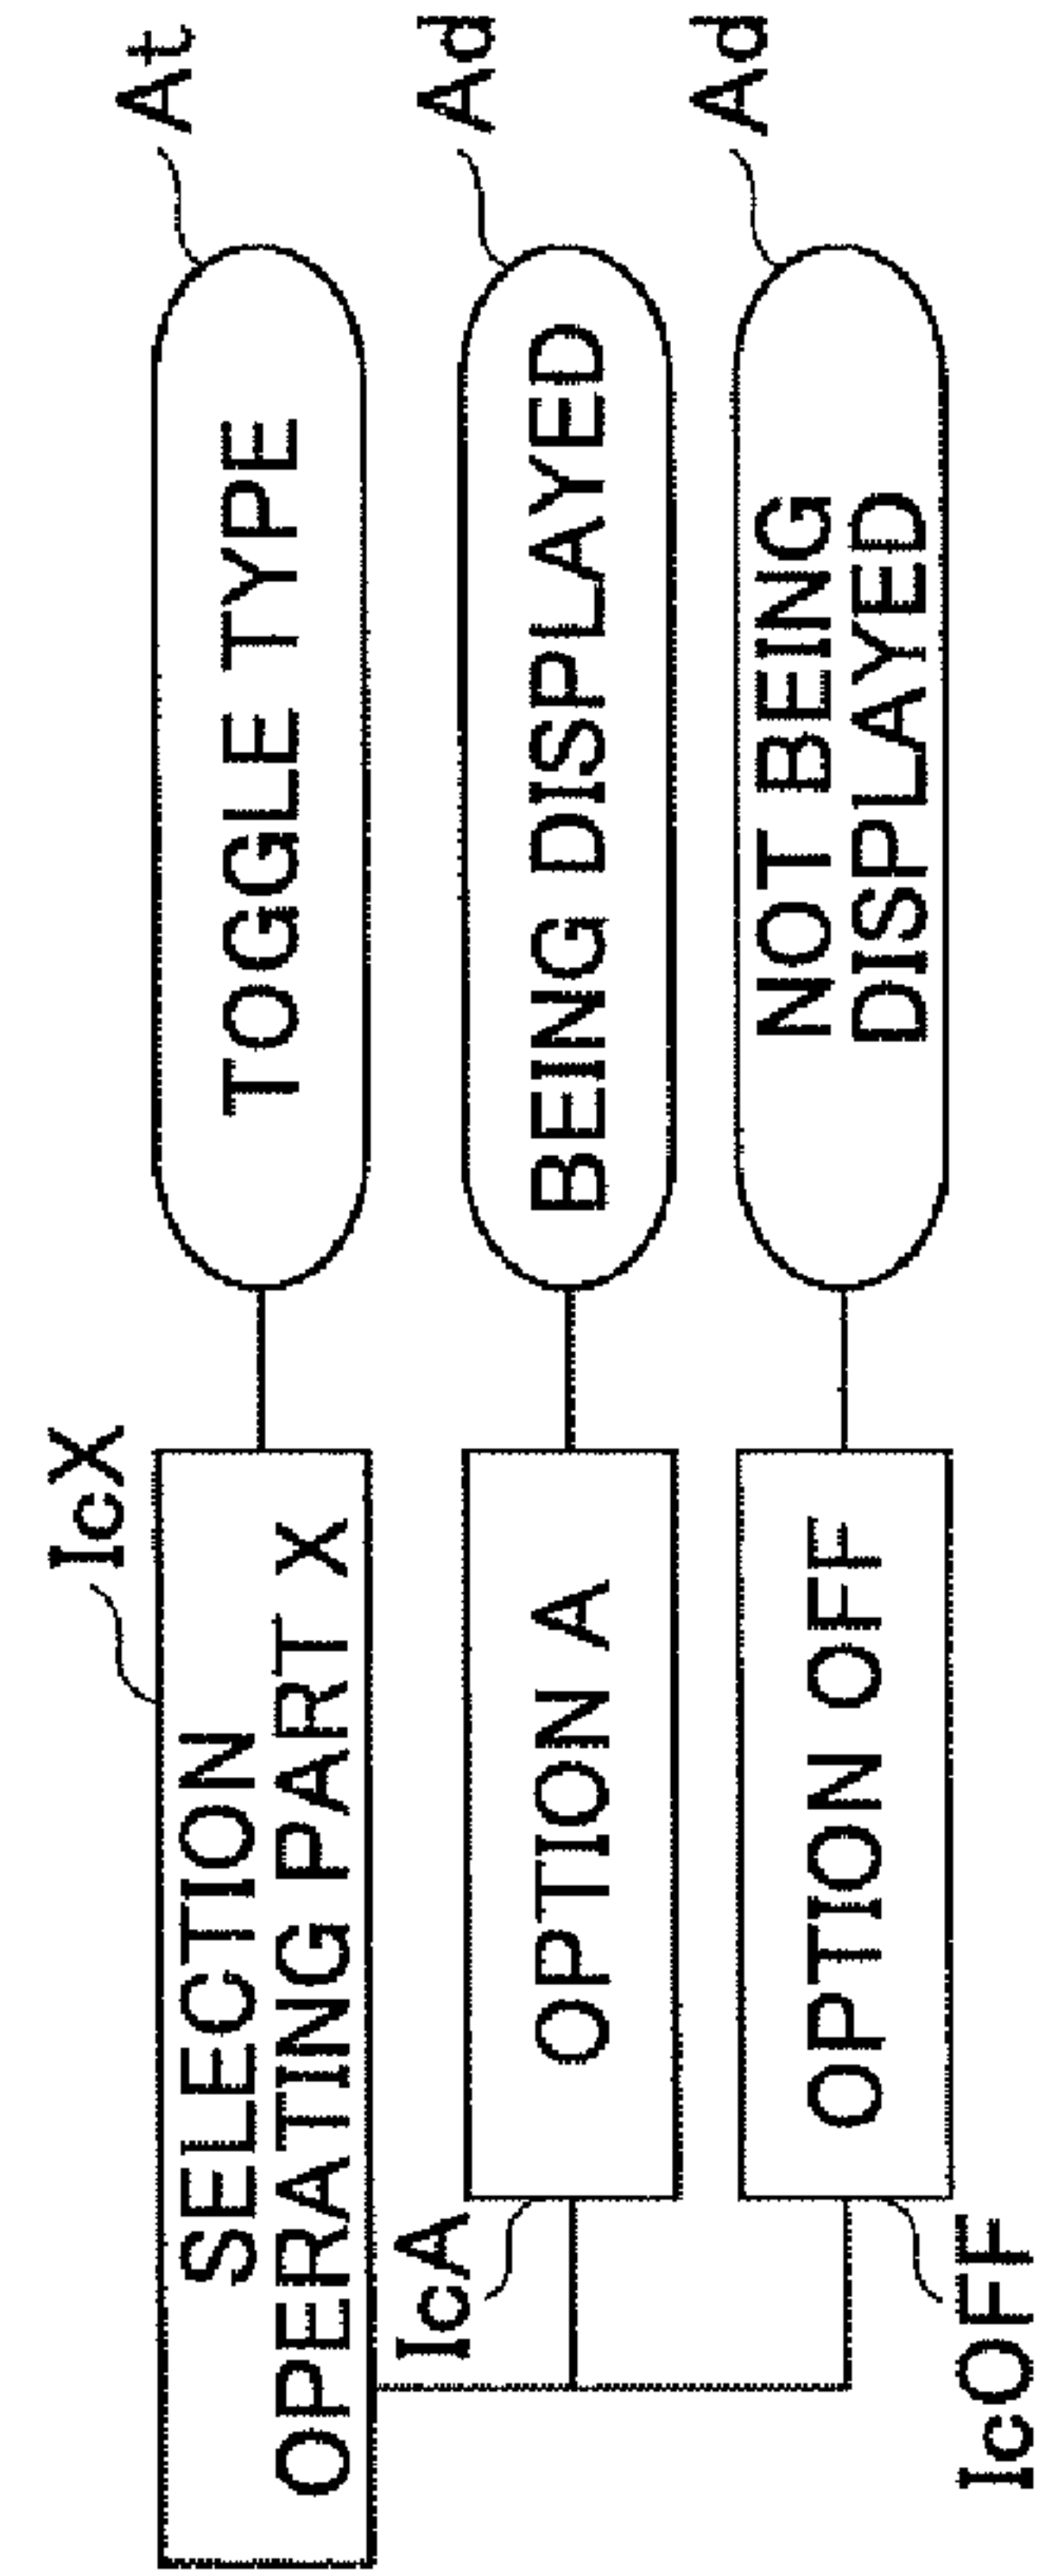 IcX
At
SELECTION
OPERATING PART X
TOGGLE TYPE
IcA
Ad
OPTION A
BEING DISPLAYED
Ad
OPTION OFF
NOT BEING
DISPLAYED
IcOFF